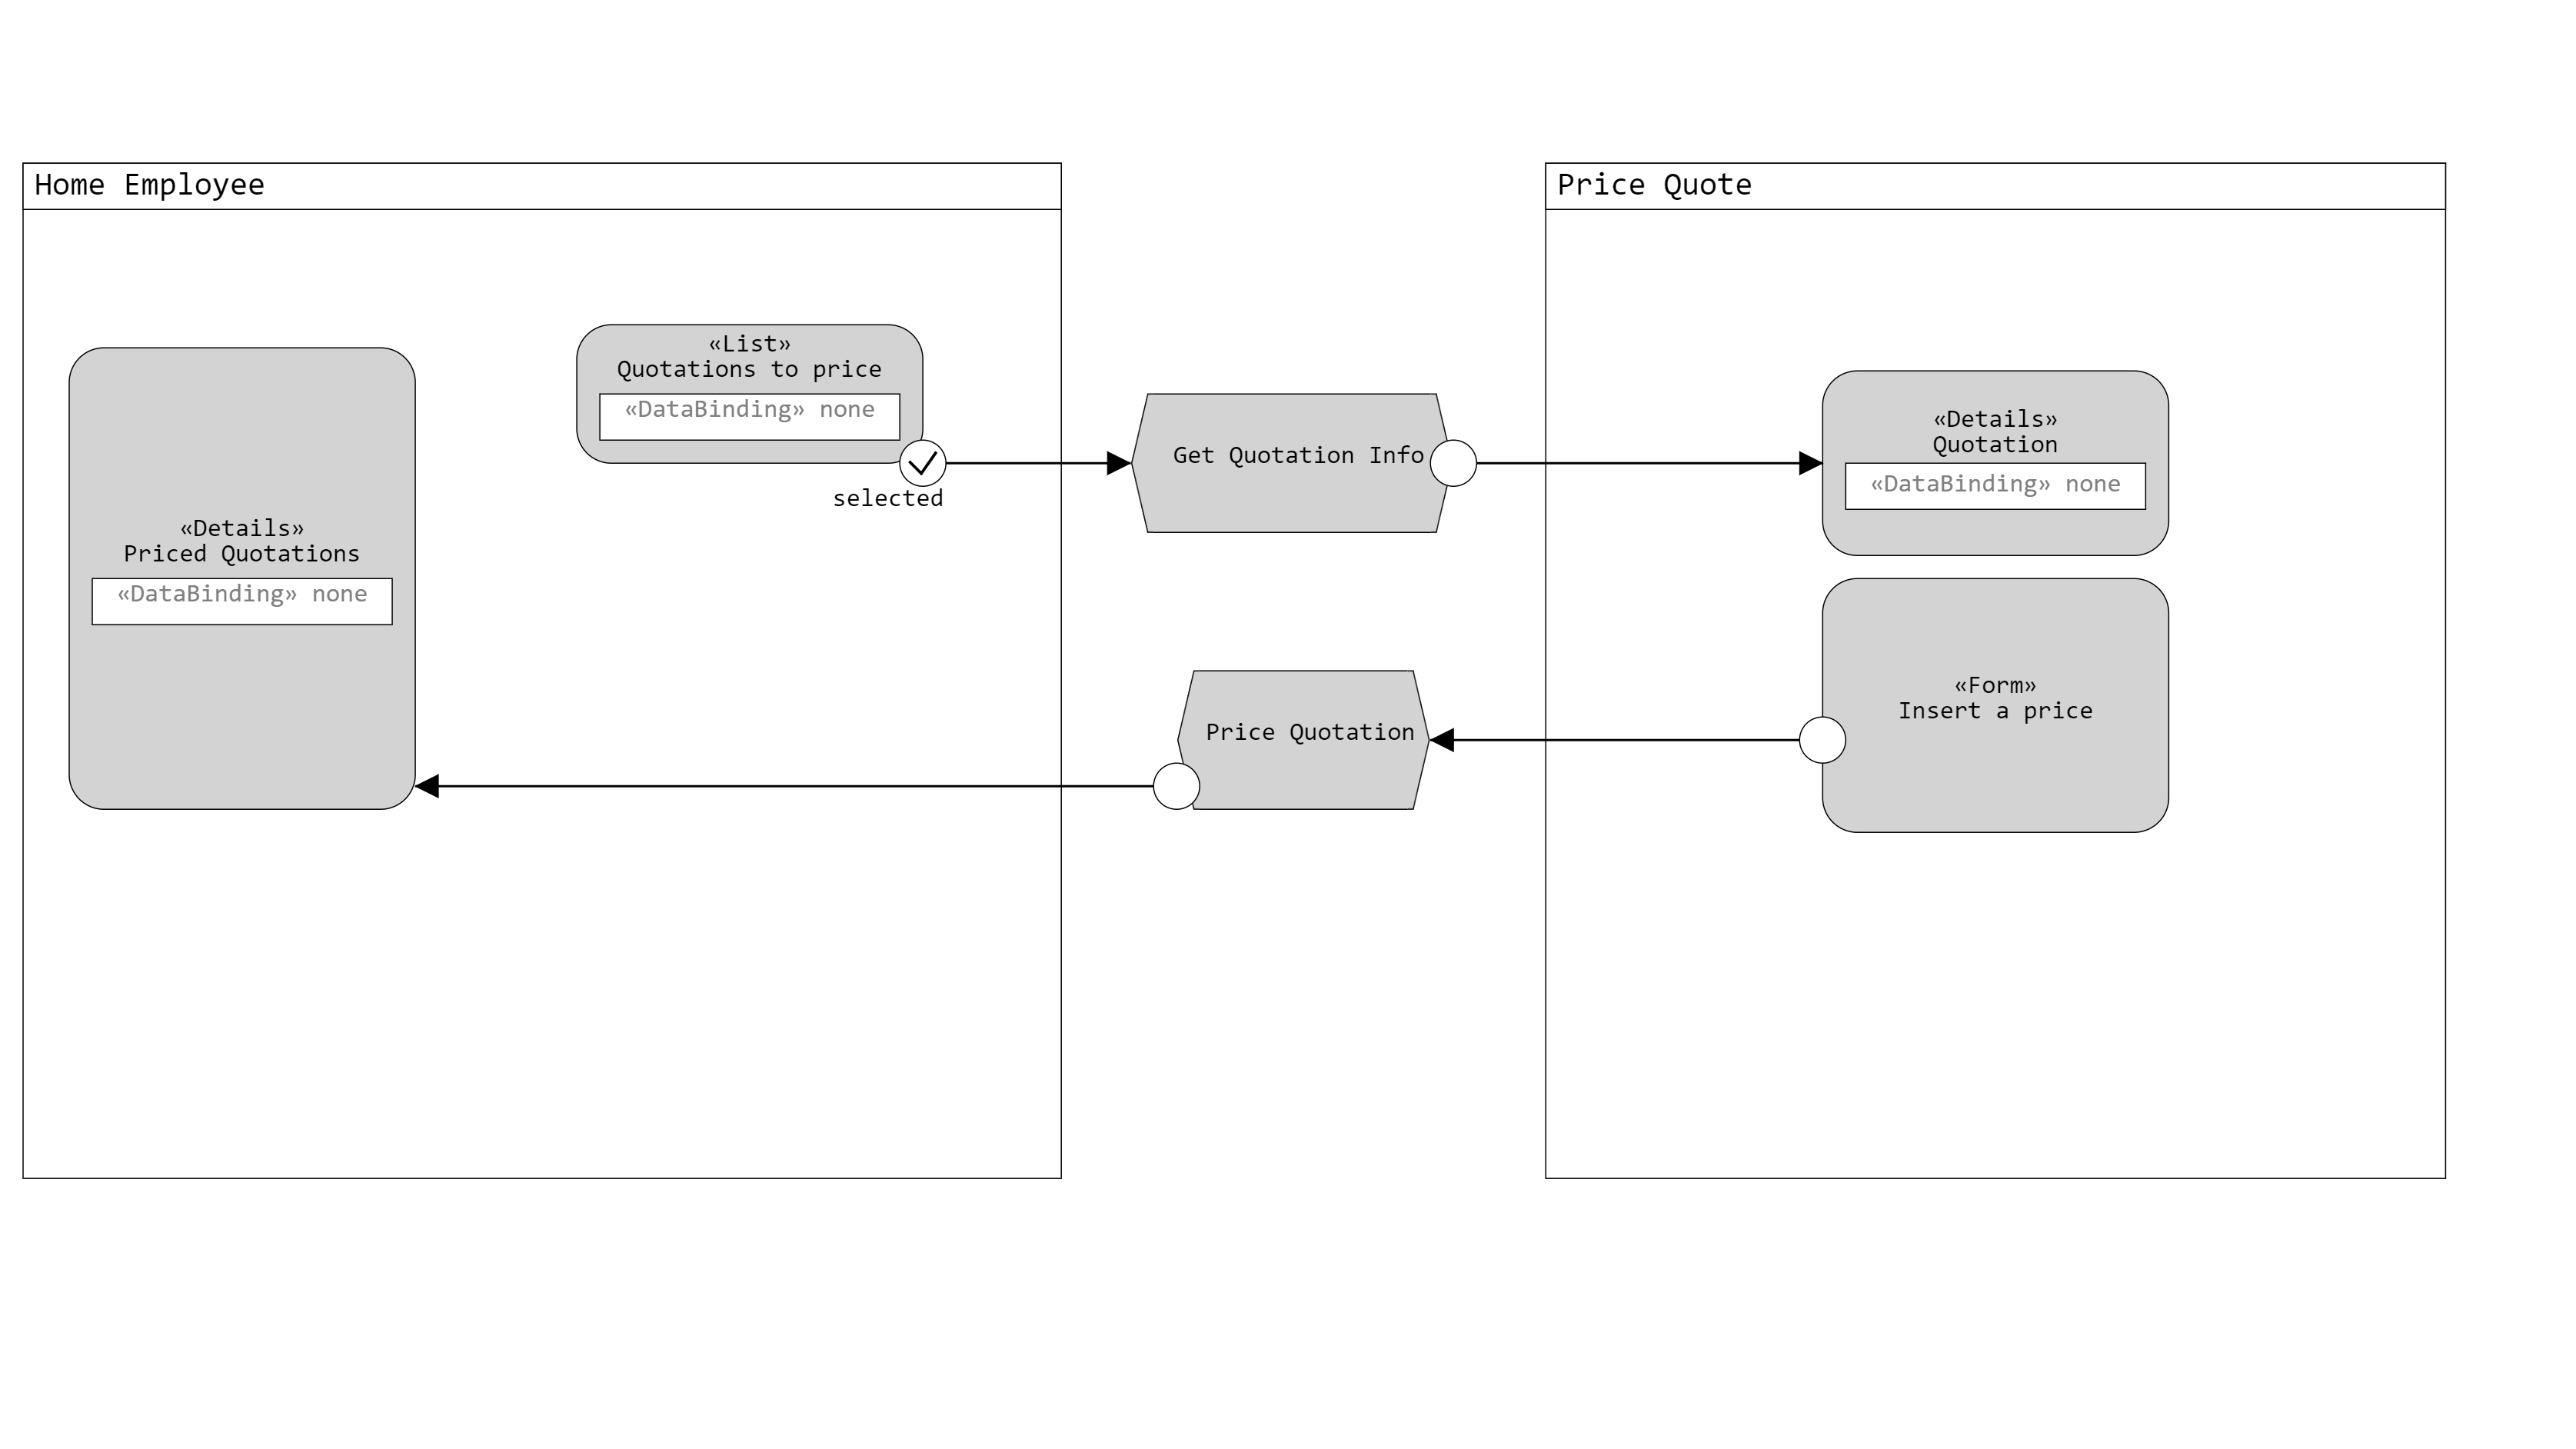 Home Employee
«Details»
Priced Quotations
«DataBinding» none
«List»
Quotations to price
«DataBinding» none
selected
Get Quotation Info
Price Quotation
Price Quote
«Details»
Quotation
«DataBinding» none
«Form»
Insert a price